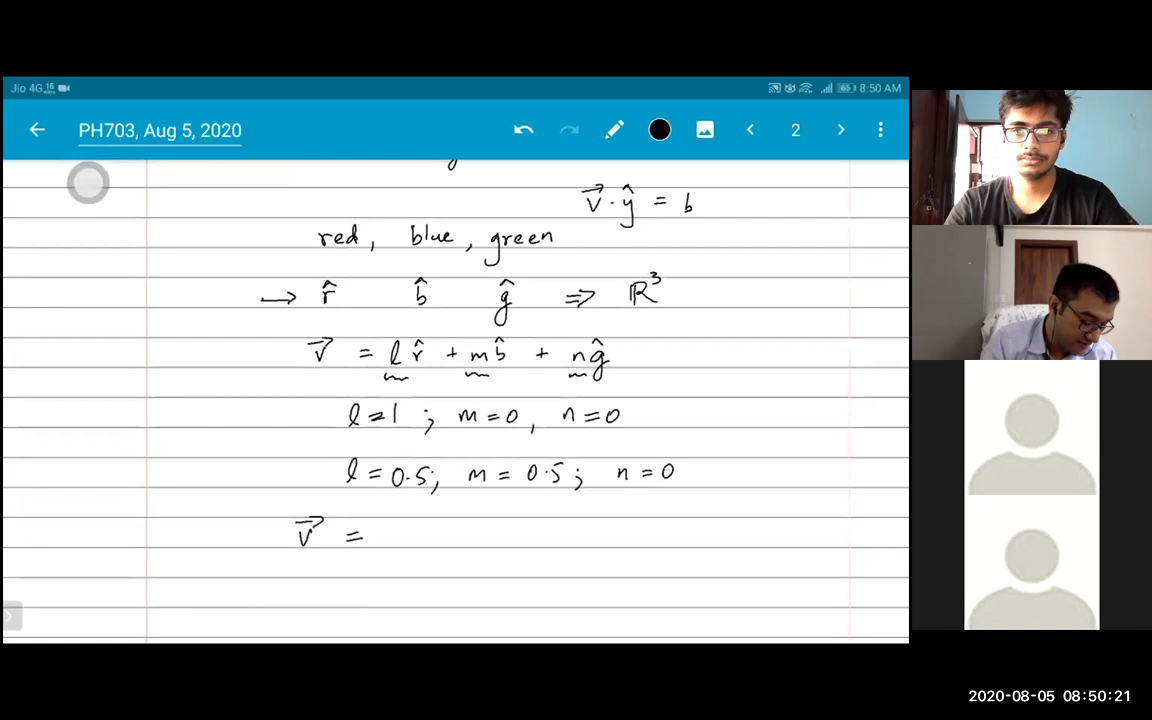 Jio 4G 8:50 AM
PH703, Aug 5, 2020 2
v⃗ · ŷ = b
red, blue, green
→ r̂ b̂ ĝ ⇒ ℝ³
v⃗ = l r̂ + m b̂ + n ĝ
l = 1 ; m = 0 , n = 0
l = 0.5; m = 0.5; n = 0
v⃗ =
2020-08-05 08:50:21